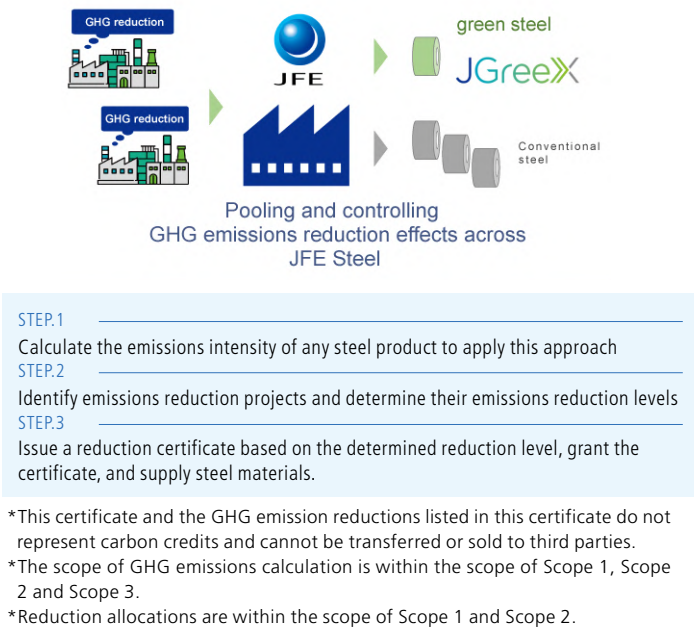 GHG reduction
GHG reduction
JFE
green steel
JGreeX
Conventional
steel
Pooling and controlling
GHG emissions reduction effects across
JFE Steel
STEP.1
Calculate the emissions intensity of any steel product to apply this approach
STEP.2
Identify emissions reduction projects and determine their emissions reduction levels
STEP.3
Issue a reduction certificate based on the determined reduction level, grant the
certificate, and supply steel materials.
*This certificate and the GHG emission reductions listed in this certificate do not
represent carbon credits and cannot be transferred or sold to third parties.
*The scope of GHG emissions calculation is within the scope of Scope 1, Scope
2 and Scope 3.
*Reduction allocations are within the scope of Scope 1 and Scope 2.